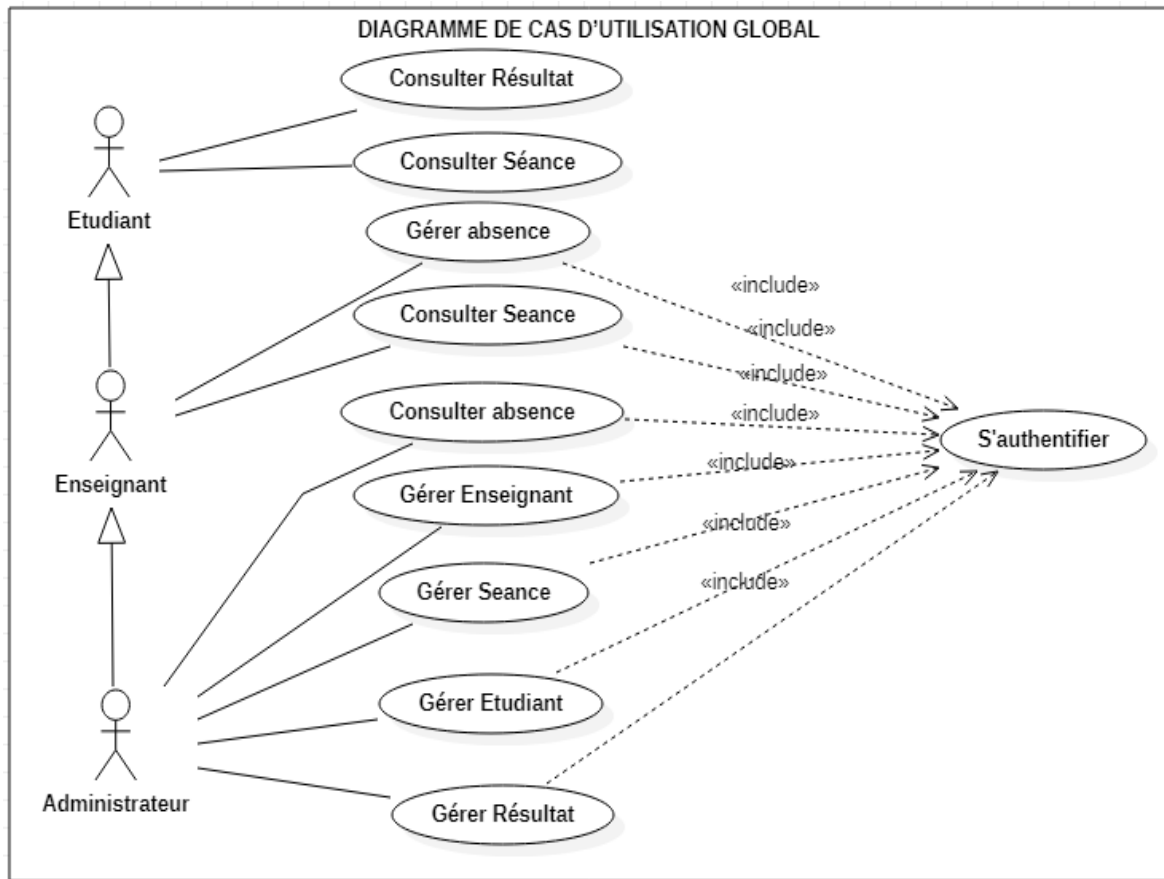 DIAGRAMME DE CAS D'UTILISATION GLOBAL
Consulter Résultat
Consulter Séance
Etudiant
Gérer absence
«include»
Consulter Seance
«include»
«include»
Consulter absence
«include»
S'authentifier
Enseignant
Gérer Enseignant
«include»
«include»
Gérer Seance
«include»
Gérer Etudiant
Administrateur
Gérer Résultat